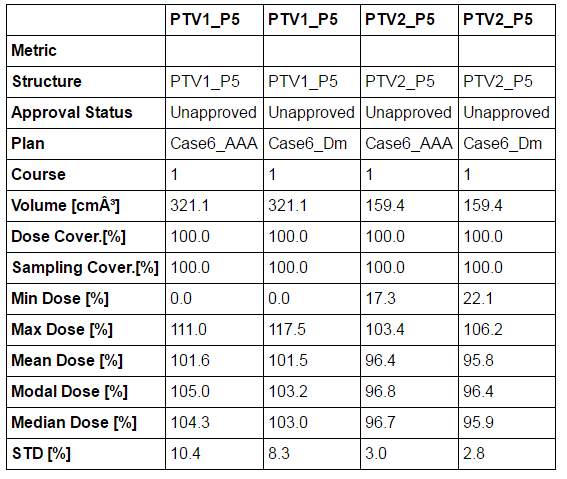 PTV1_P5 PTV1_P5 PTV2_P5 PTV2_P5
Metric
Structure PTV1_P5 PTV1_P5 PTV2_P5 PTV2_P5
Approval Status Unapproved Unapproved Unapproved Unapproved
Plan Case6_AAA Case6_Dm Case6_AAA Case6_Dm
Course 1 1 1 1
Volume [cmÂ³] 321.1 321.1 159.4 159.4
Dose Cover.[%] 100.0 100.0 100.0 100.0
Sampling Cover.[%] 100.0 100.0 100.0 100.0
Min Dose [%] 0.0 0.0 17.3 22.1
Max Dose [%] 111.0 117.5 103.4 106.2
Mean Dose [%] 101.6 101.5 96.4 95.8
Modal Dose [%] 105.0 103.2 96.8 96.4
Median Dose [%] 104.3 103.0 96.7 95.9
STD [%] 10.4 8.3 3.0 2.8